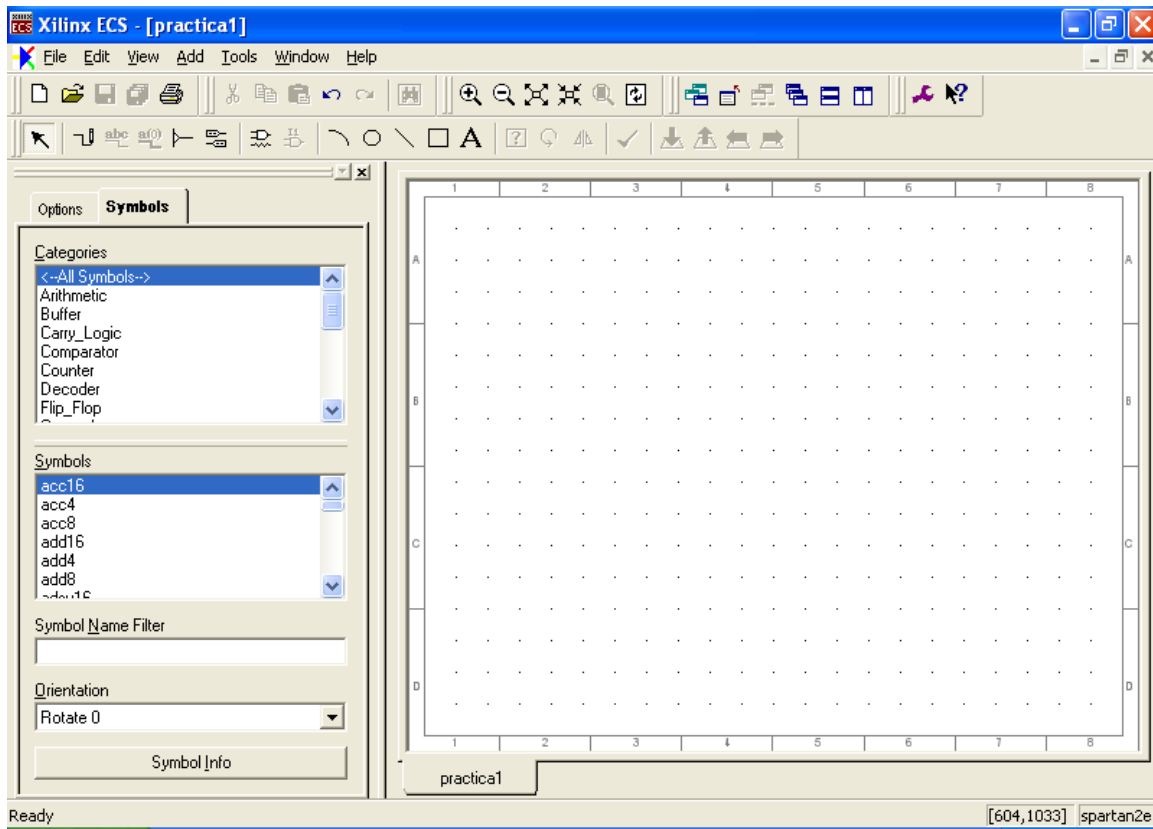 Xilinx ECS - [practica1]
File Edit View Add Tools Window Help
abc a(0)
A
Options Symbols
Categories
<--All Symbols-->
Arithmetic
Buffer
Carry_Logic
Comparator
Counter
Decoder
Flip_Flop
Symbols
acc16
acc4
acc8
add16
add4
add8
adsu16
Symbol Name Filter
Orientation
Rotate 0
Symbol Info
1 2 3 4 5 6 7 8
A A
B B
C C
D D
1 2 3 4 5 6 7 8
practica1
Ready [604,1033] spartan2e